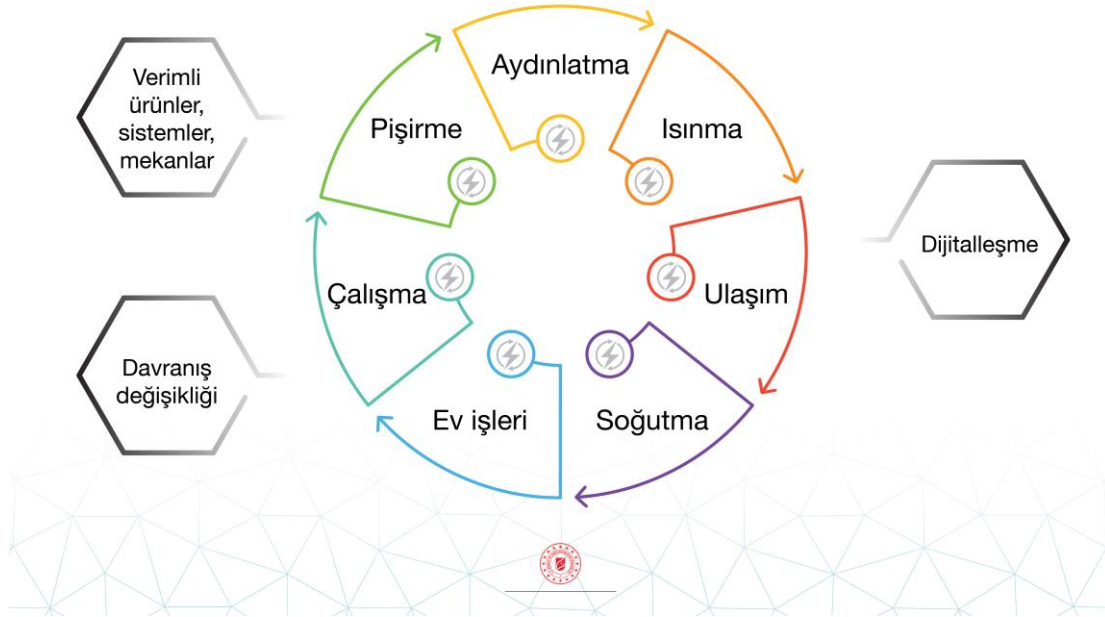 Verimli
ürünler,
sistemler,
mekanlar
Davranış
değişikliği
Aydınlatma
Isınma
Ulaşım
Soğutma
Ev işleri
Çalışma
Pişirme
Dijitalleşme